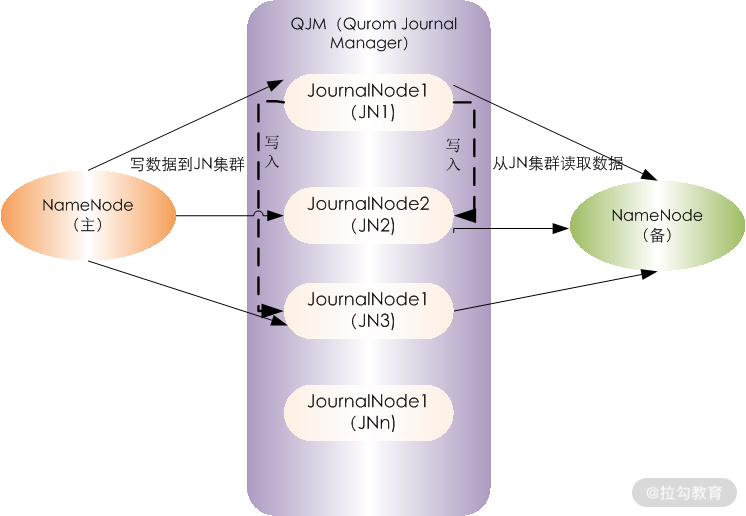 QJM（Qurom Journal
Manager）
JournalNode1
（JN1）
写
入
写
入
写数据到JN集群
从JN集群读取数据
NameNode
（主）
JournalNode2
（JN2）
NameNode
（备）
JournalNode1
（JN3）
JournalNode1
（JNn）
@拉勾教育